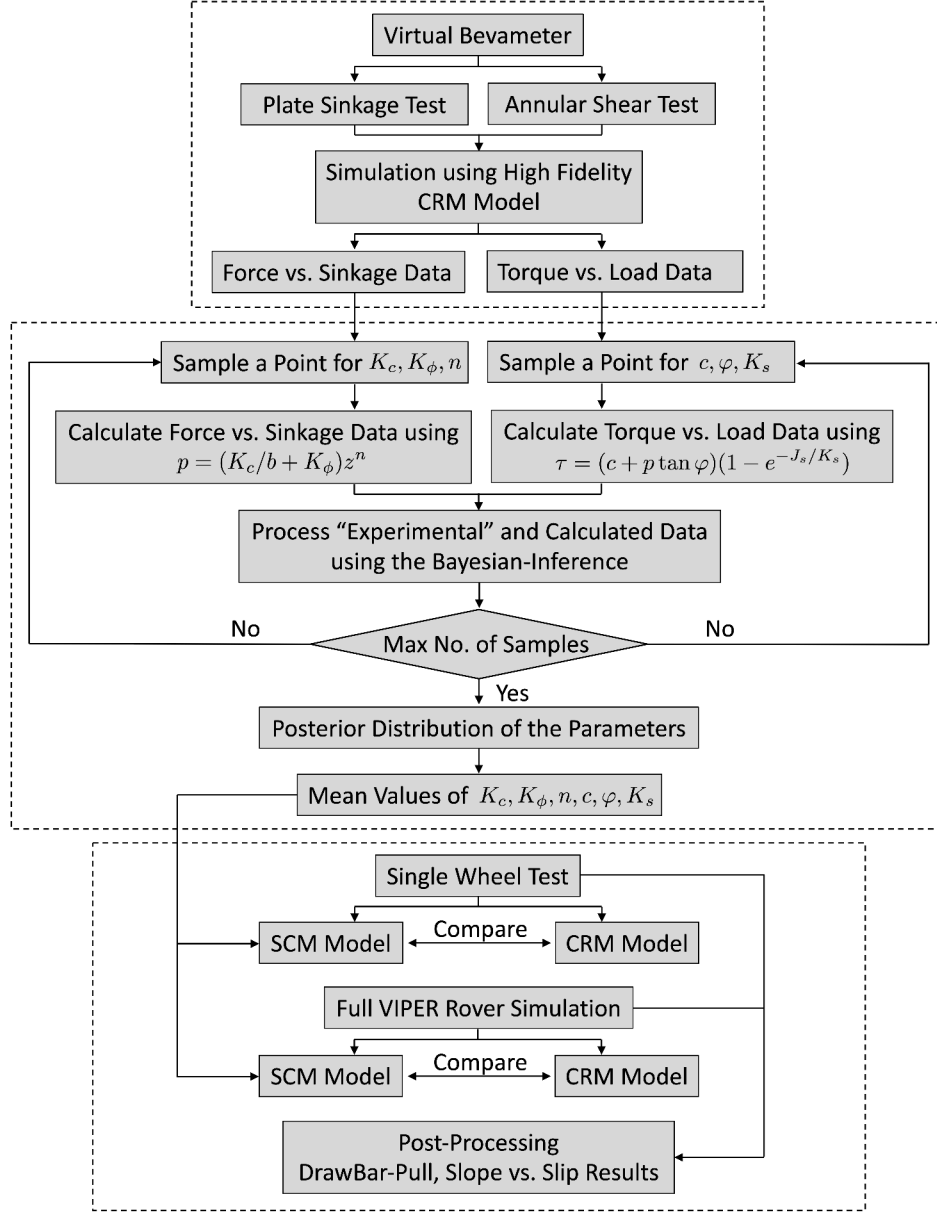 Virtual Bevameter
Plate Sinkage Test
Annular Shear Test
Simulation using High Fidelity
CRM Model
Force vs. Sinkage Data
Torque vs. Load Data
Sample a Point for K_c, K_ϕ, n
Sample a Point for c, φ, K_s
Calculate Force vs. Sinkage Data using
p = (K_c/b + K_ϕ)z^n
Calculate Torque vs. Load Data using
τ = (c + p tan φ)(1 − e^{−J_s/K_s})
Process “Experimental” and Calculated Data
using the Bayesian-Inference
No
Max No. of Samples
No
Yes
Posterior Distribution of the Parameters
Mean Values of K_c, K_ϕ, n, c, φ, K_s
Single Wheel Test
SCM Model
Compare
CRM Model
Full VIPER Rover Simulation
SCM Model
Compare
CRM Model
Post-Processing
DrawBar-Pull, Slope vs. Slip Results